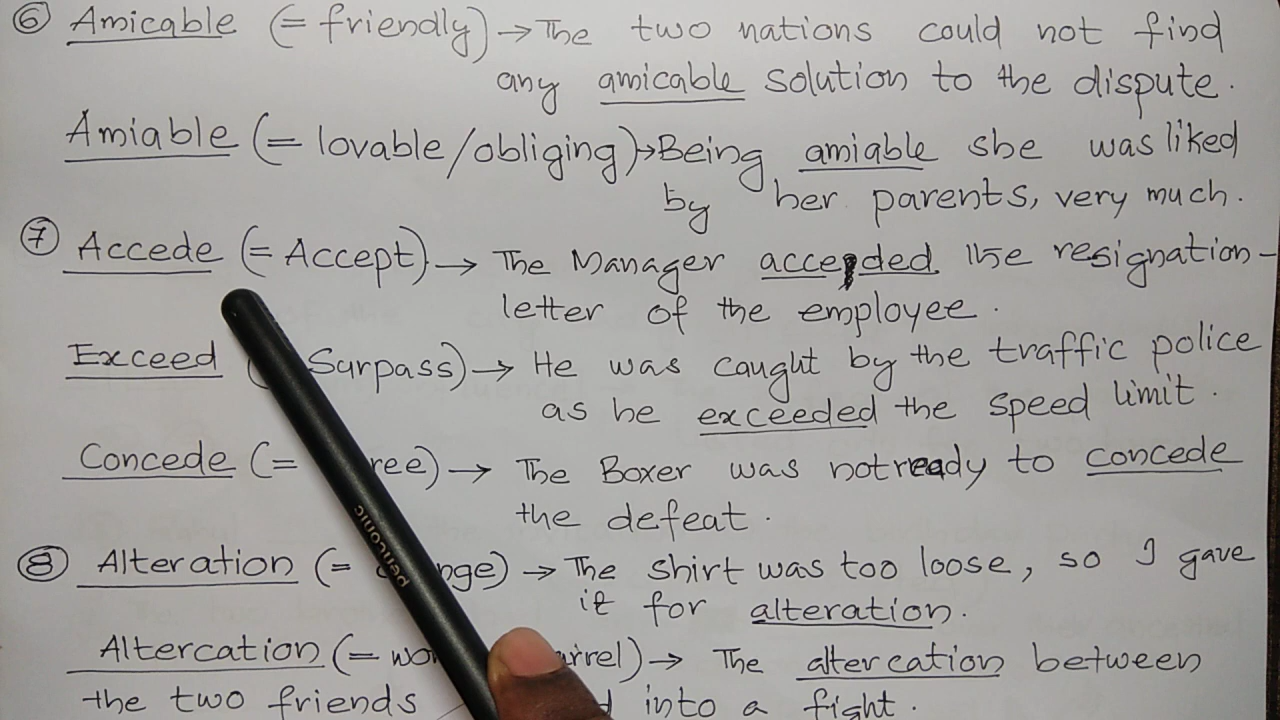 ⑥ Amicable (= friendly) → The two nations could not find
any amicable solution to the dispute.
Amiable (= lovable/obliging) → Being amiable she was liked
by her parents, very much.
⑦ Accede (= Accept) → The Manager acceded the resignation-
letter of the employee.
Exceed ( Surpass) → He was caught by the traffic police
as he exceeded the speed limit.
Concede (= ree) → The Boxer was not ready to concede
the defeat.
⑧ Alteration (= nge) → The shirt was too loose, so I gave
it for alteration.
Altercation (= wo rrel) → The altercation between
the two friends into a fight.
pentonic